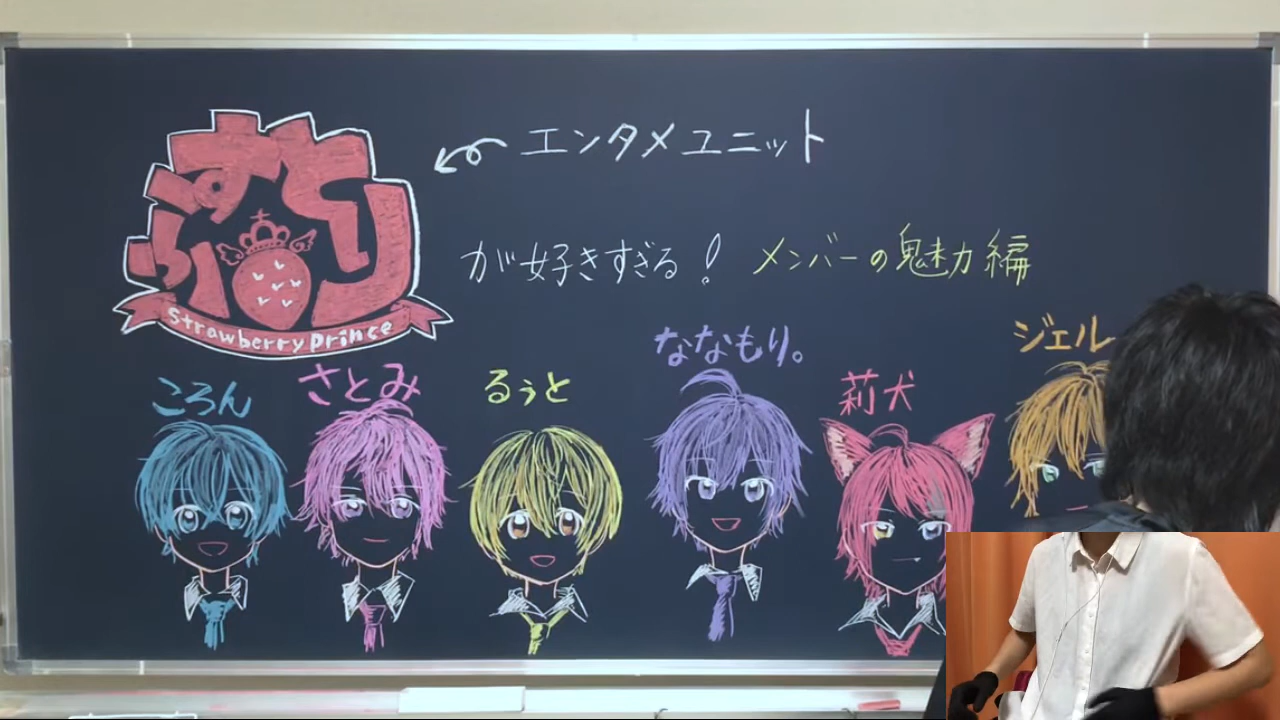 すとぷり
Strawberry Prince
エンタメユニット
が好きすぎる! メンバーの魅力編
ころん
さとみ
るぅと
ななもり。
莉犬
ジェル